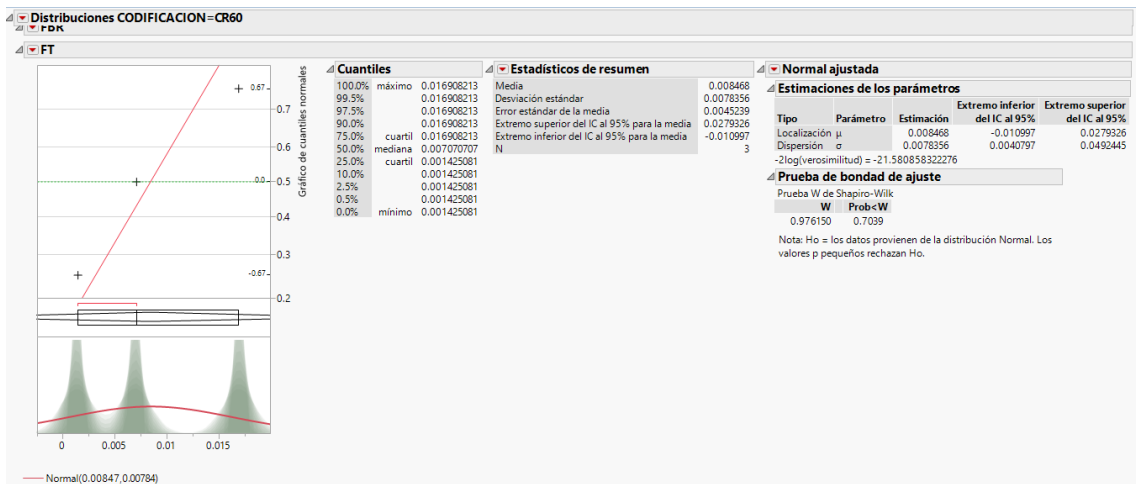 Distribuciones CODIFICACION=CR60
FBR
FT
0.67
0.0
-0.67
Gráfico de cuantiles normales
0.7
0.6
0.5
0.4
0.3
0.2
0 0.005 0.01 0.015
Normal(0.00847,0.00784)
Cuantiles
100.0% máximo 0.016908213
99.5% 0.016908213
97.5% 0.016908213
90.0% 0.016908213
75.0% cuartil 0.016908213
50.0% mediana 0.007070707
25.0% cuartil 0.001425081
10.0% 0.001425081
2.5% 0.001425081
0.5% 0.001425081
0.0% mínimo 0.001425081
Estadísticos de resumen
Media 0.008468
Desviación estándar 0.0078356
Error estándar de la media 0.0045239
Extremo superior del IC al 95% para la media 0.0279326
Extremo inferior del IC al 95% para la media -0.010997
N 3
Normal ajustada
Estimaciones de los parámetros
Extremo inferior Extremo superior
Tipo Parámetro Estimación del IC al 95% del IC al 95%
Localización μ 0.008468 -0.010997 0.0279326
Dispersión σ 0.0078356 0.0040797 0.0492445
-2log(verosimilitud) = -21.580858322276
Prueba de bondad de ajuste
Prueba W de Shapiro-Wilk
W Prob<W
0.976150 0.7039
Nota: Ho = los datos provienen de la distribución Normal. Los
valores p pequeños rechazan Ho.